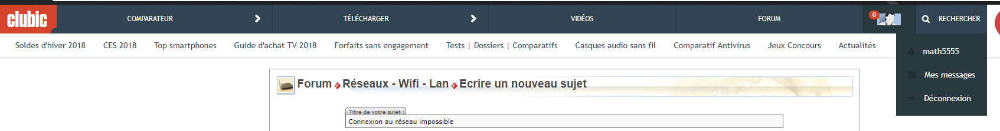 clubic COMPARATEUR TÉLÉCHARGER VIDÉOS FORUM 0 RECHERCHER
Soldes d'hiver 2018 CES 2018 Top smartphones Guide d'achat TV 2018 Forfaits sans engagement Tests | Dossiers | Comparatifs Casques audio sans fil Comparatif Antivirus Jeux Concours Actualités
math5555
Mes messages
Déconnexion
Forum Réseaux - Wifi - Lan Ecrire un nouveau sujet
Titre de votre sujet :
Connexion au réseau impossible